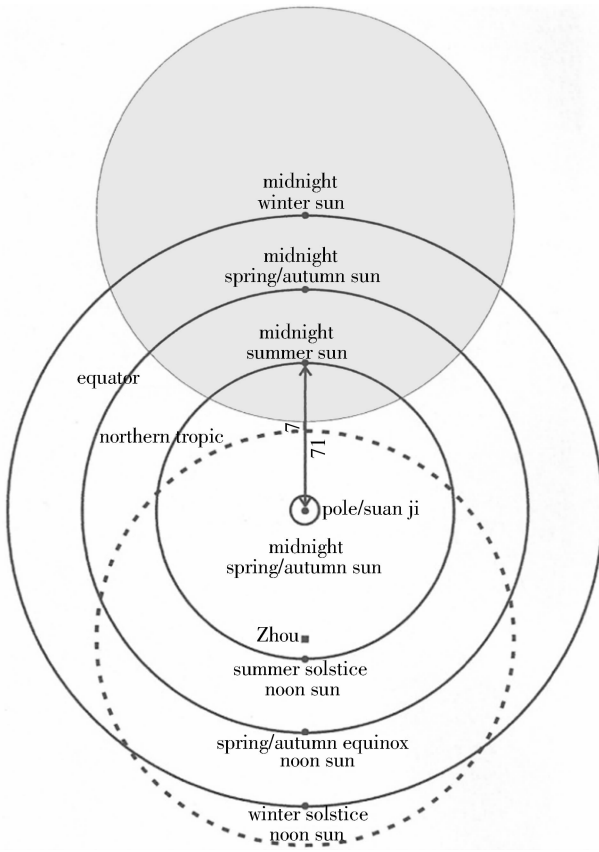 midnight
winter sun
midnight
spring/autumn sun
midnight
summer sun
equator
northern tropic
7
71
pole/suan ji
midnight
spring/autumn sun
Zhou
summer solstice
noon sun
spring/autumn equinox
noon sun
winter solstice
noon sun